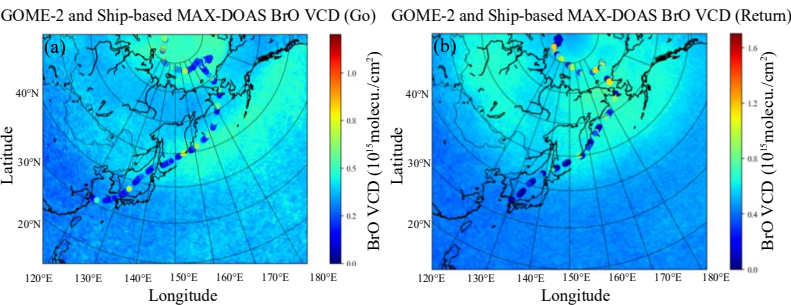 GOME-2 and Ship-based MAX-DOAS BrO VCD (Go)
GOME-2 and Ship-based MAX-DOAS BrO VCD (Return)
(a)
40°N
30°N
20°N
Latitude
120°E 130°E 140°E 150°E 160°E 170°E 180°E
Longitude
1.0
0.8
0.5
0.2
0.0
BrO VCD (10¹⁵molecu./cm²)
(b)
40°N
30°N
20°N
Latitude
120°E 130°E 140°E 150°E 160°E 170°E 180°E
Longitude
1.6
1.2
0.8
0.4
0.0
BrO VCD (10¹⁵molecu./cm²)